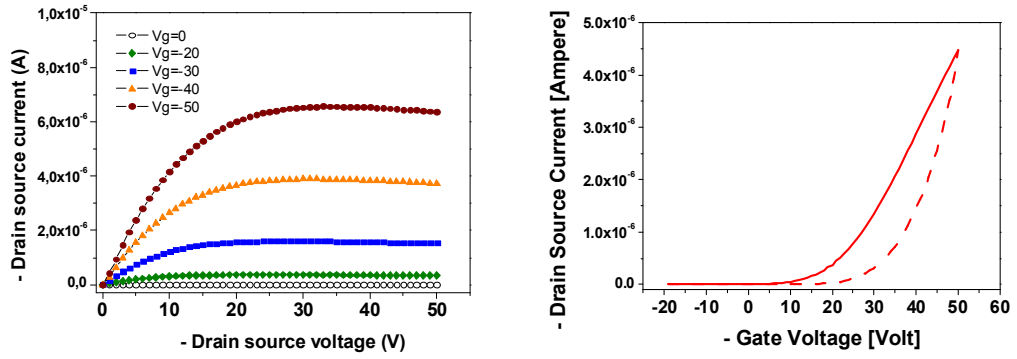 - Drain source current (A)
1,0x10⁻⁵
8,0x10⁻⁶
6,0x10⁻⁶
4,0x10⁻⁶
2,0x10⁻⁶
0,0
Vg=0
Vg=-20
Vg=-30
Vg=-40
Vg=-50
0 10 20 30 40 50
- Drain source voltage (V)
- Drain Source Current [Ampere]
5.0x10⁻⁶
4.0x10⁻⁶
3.0x10⁻⁶
2.0x10⁻⁶
1.0x10⁻⁶
0.0
-20 -10 0 10 20 30 40 50 60
- Gate Voltage [Volt]